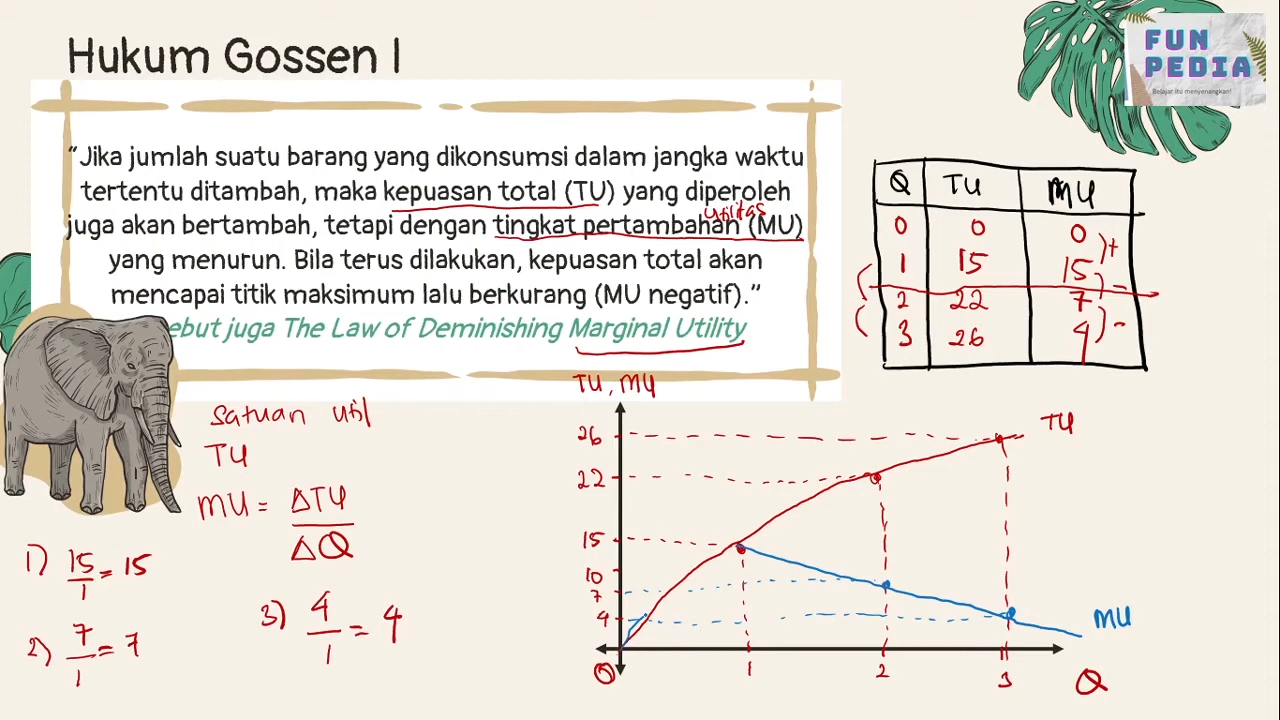 Hukum Gossen I
FUN
PEDIA
Belajar itu menyenangkan!
"Jika jumlah suatu barang yang dikonsumsi dalam jangka waktu
tertentu ditambah, maka kepuasan total (TU) yang diperoleh
utilitas
juga akan bertambah, tetapi dengan tingkat pertambahan (MU)
yang menurun. Bila terus dilakukan, kepuasan total akan
mencapai titik maksimum lalu berkurang (MU negatif)."
ebut juga The Law of Deminishing Marginal Utility
Q TU MU
0 0 0
+
1 15 15
-
2 22 7
-
3 26 4
satuan util
TU
MU = ΔTU
ΔQ
1) 15/1 = 15
2) 7/1 = 7
3) 4/1 = 4
TU, MU
26
TU
22
15
10
7
4
MU
0 1 2 3 Q